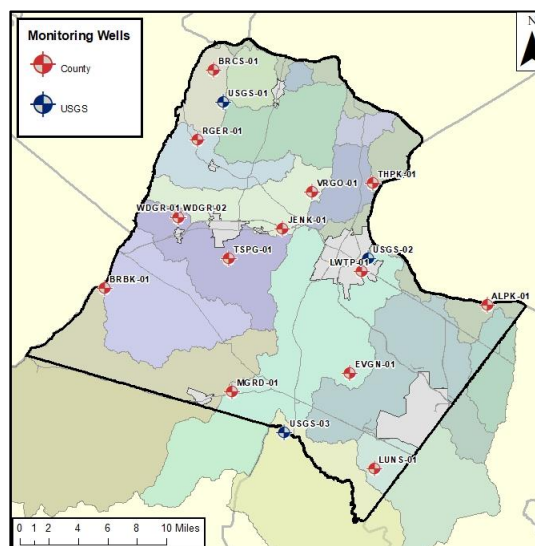 Monitoring Wells
County
USGS
N
BRCS-01
USGS-01
RGER-01
THPK-01
VRGO-01
WDGR-01 WDGR-02
JENK-01
TSPG-01
USGS-02
LWTP-01
BRBK-01
ALPK-01
EVGN-01
MGRD-01
USGS-03
LUNS-01
0 1 2 4 6 8 10 Miles